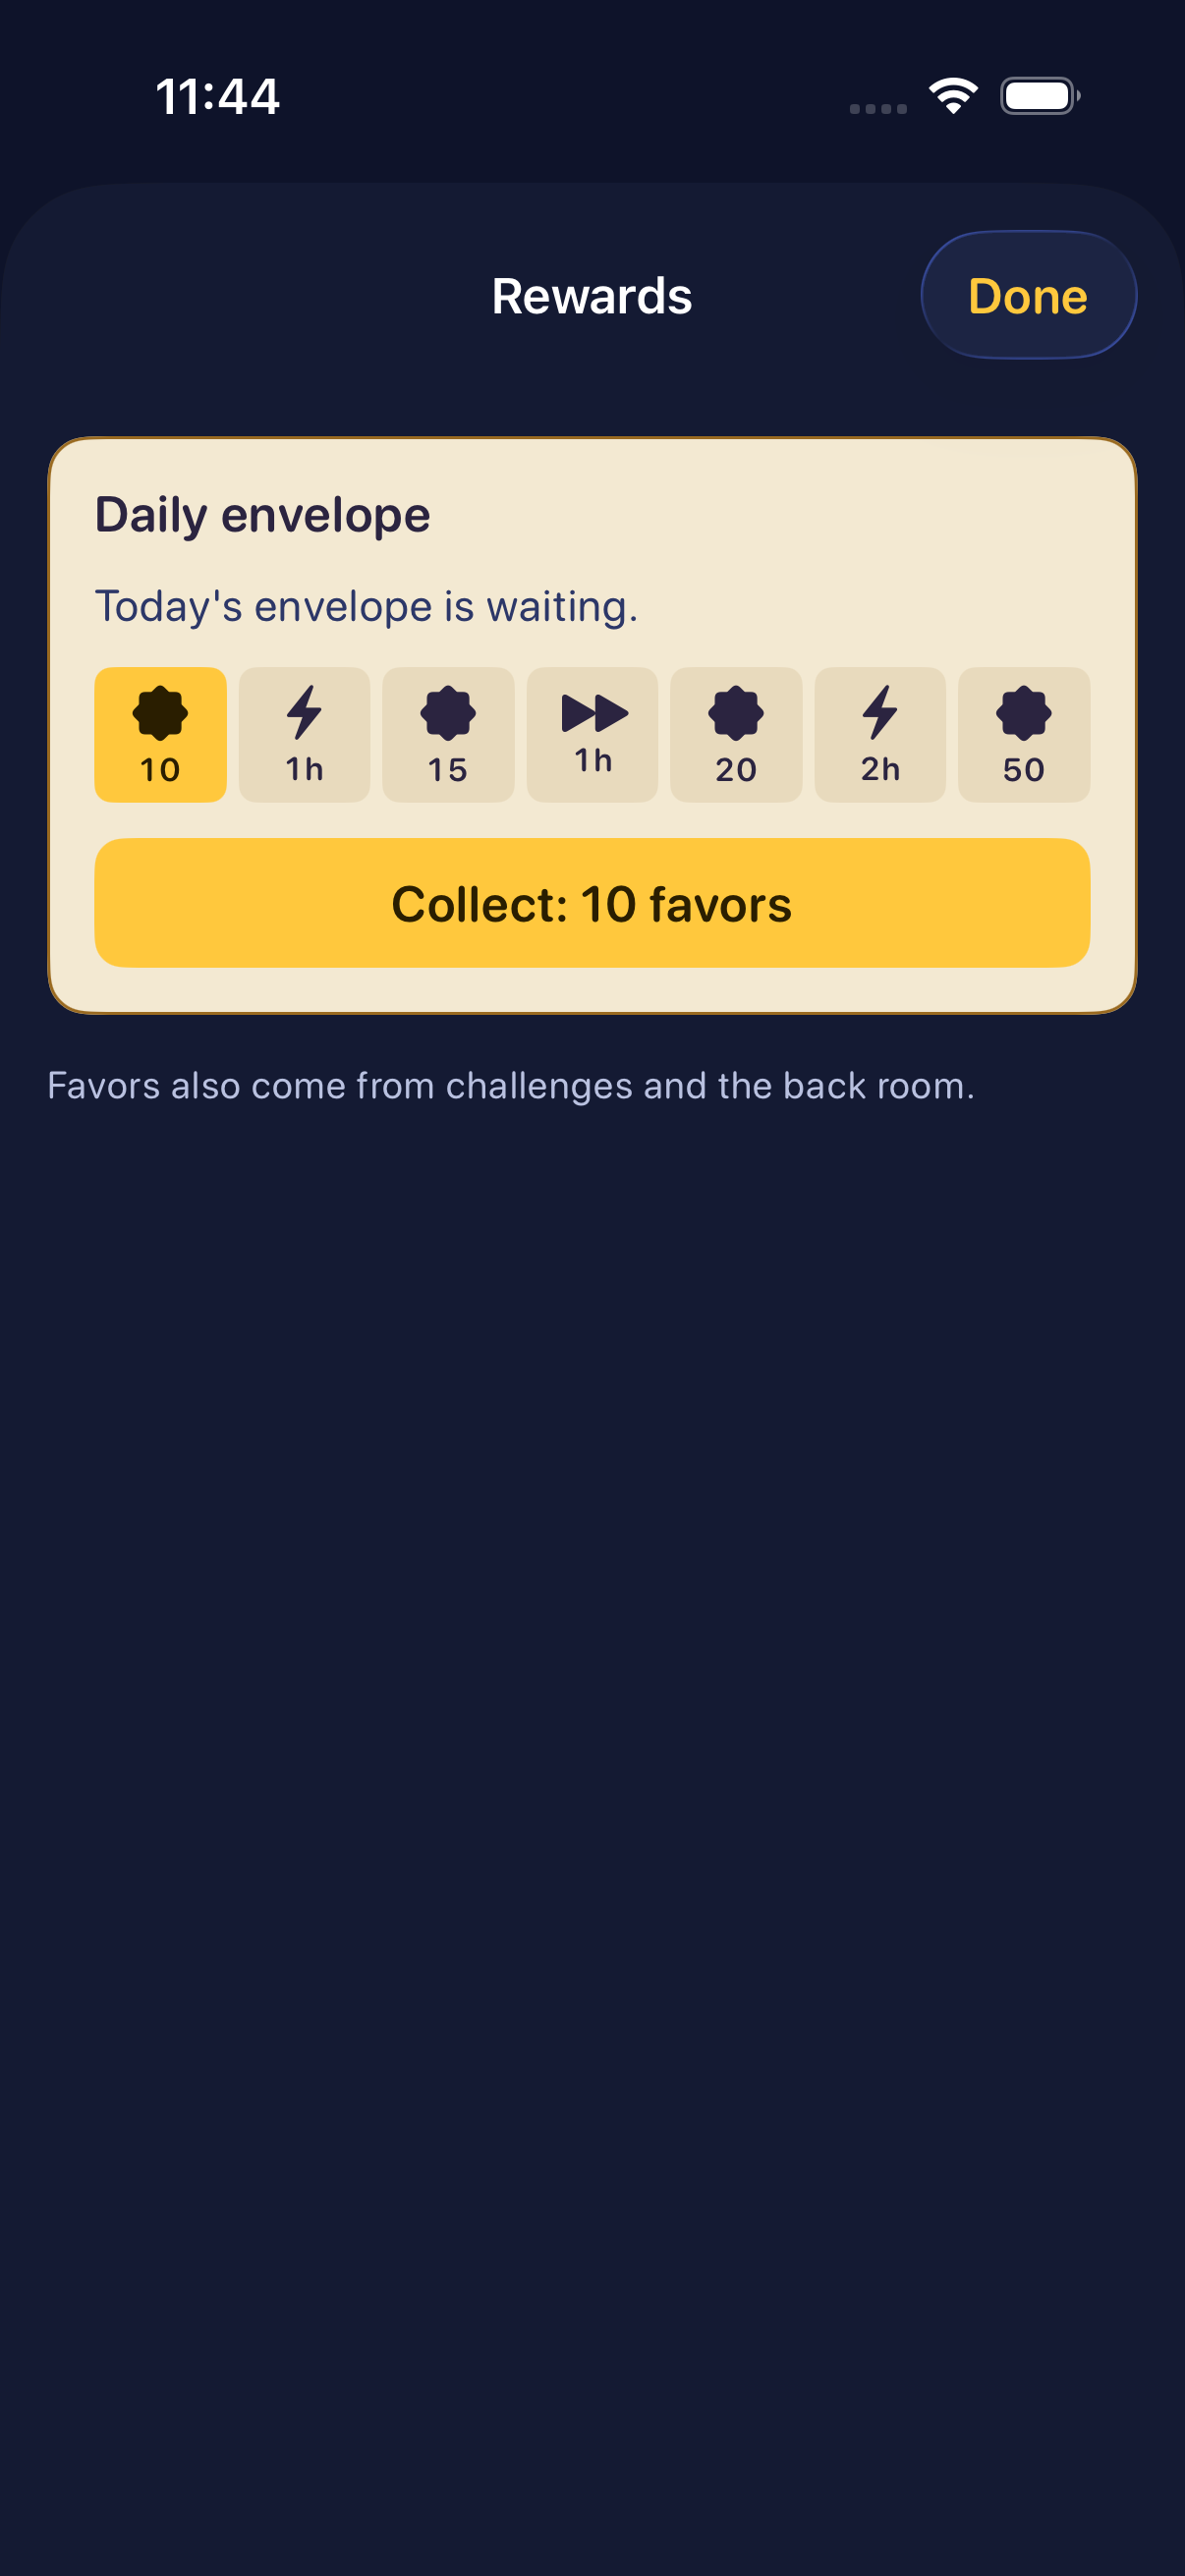 11:44
Rewards
Done
Daily envelope
Today's envelope is waiting.
10 1h 15 1h 20 2h 50
Collect: 10 favors
Favors also come from challenges and the back room.